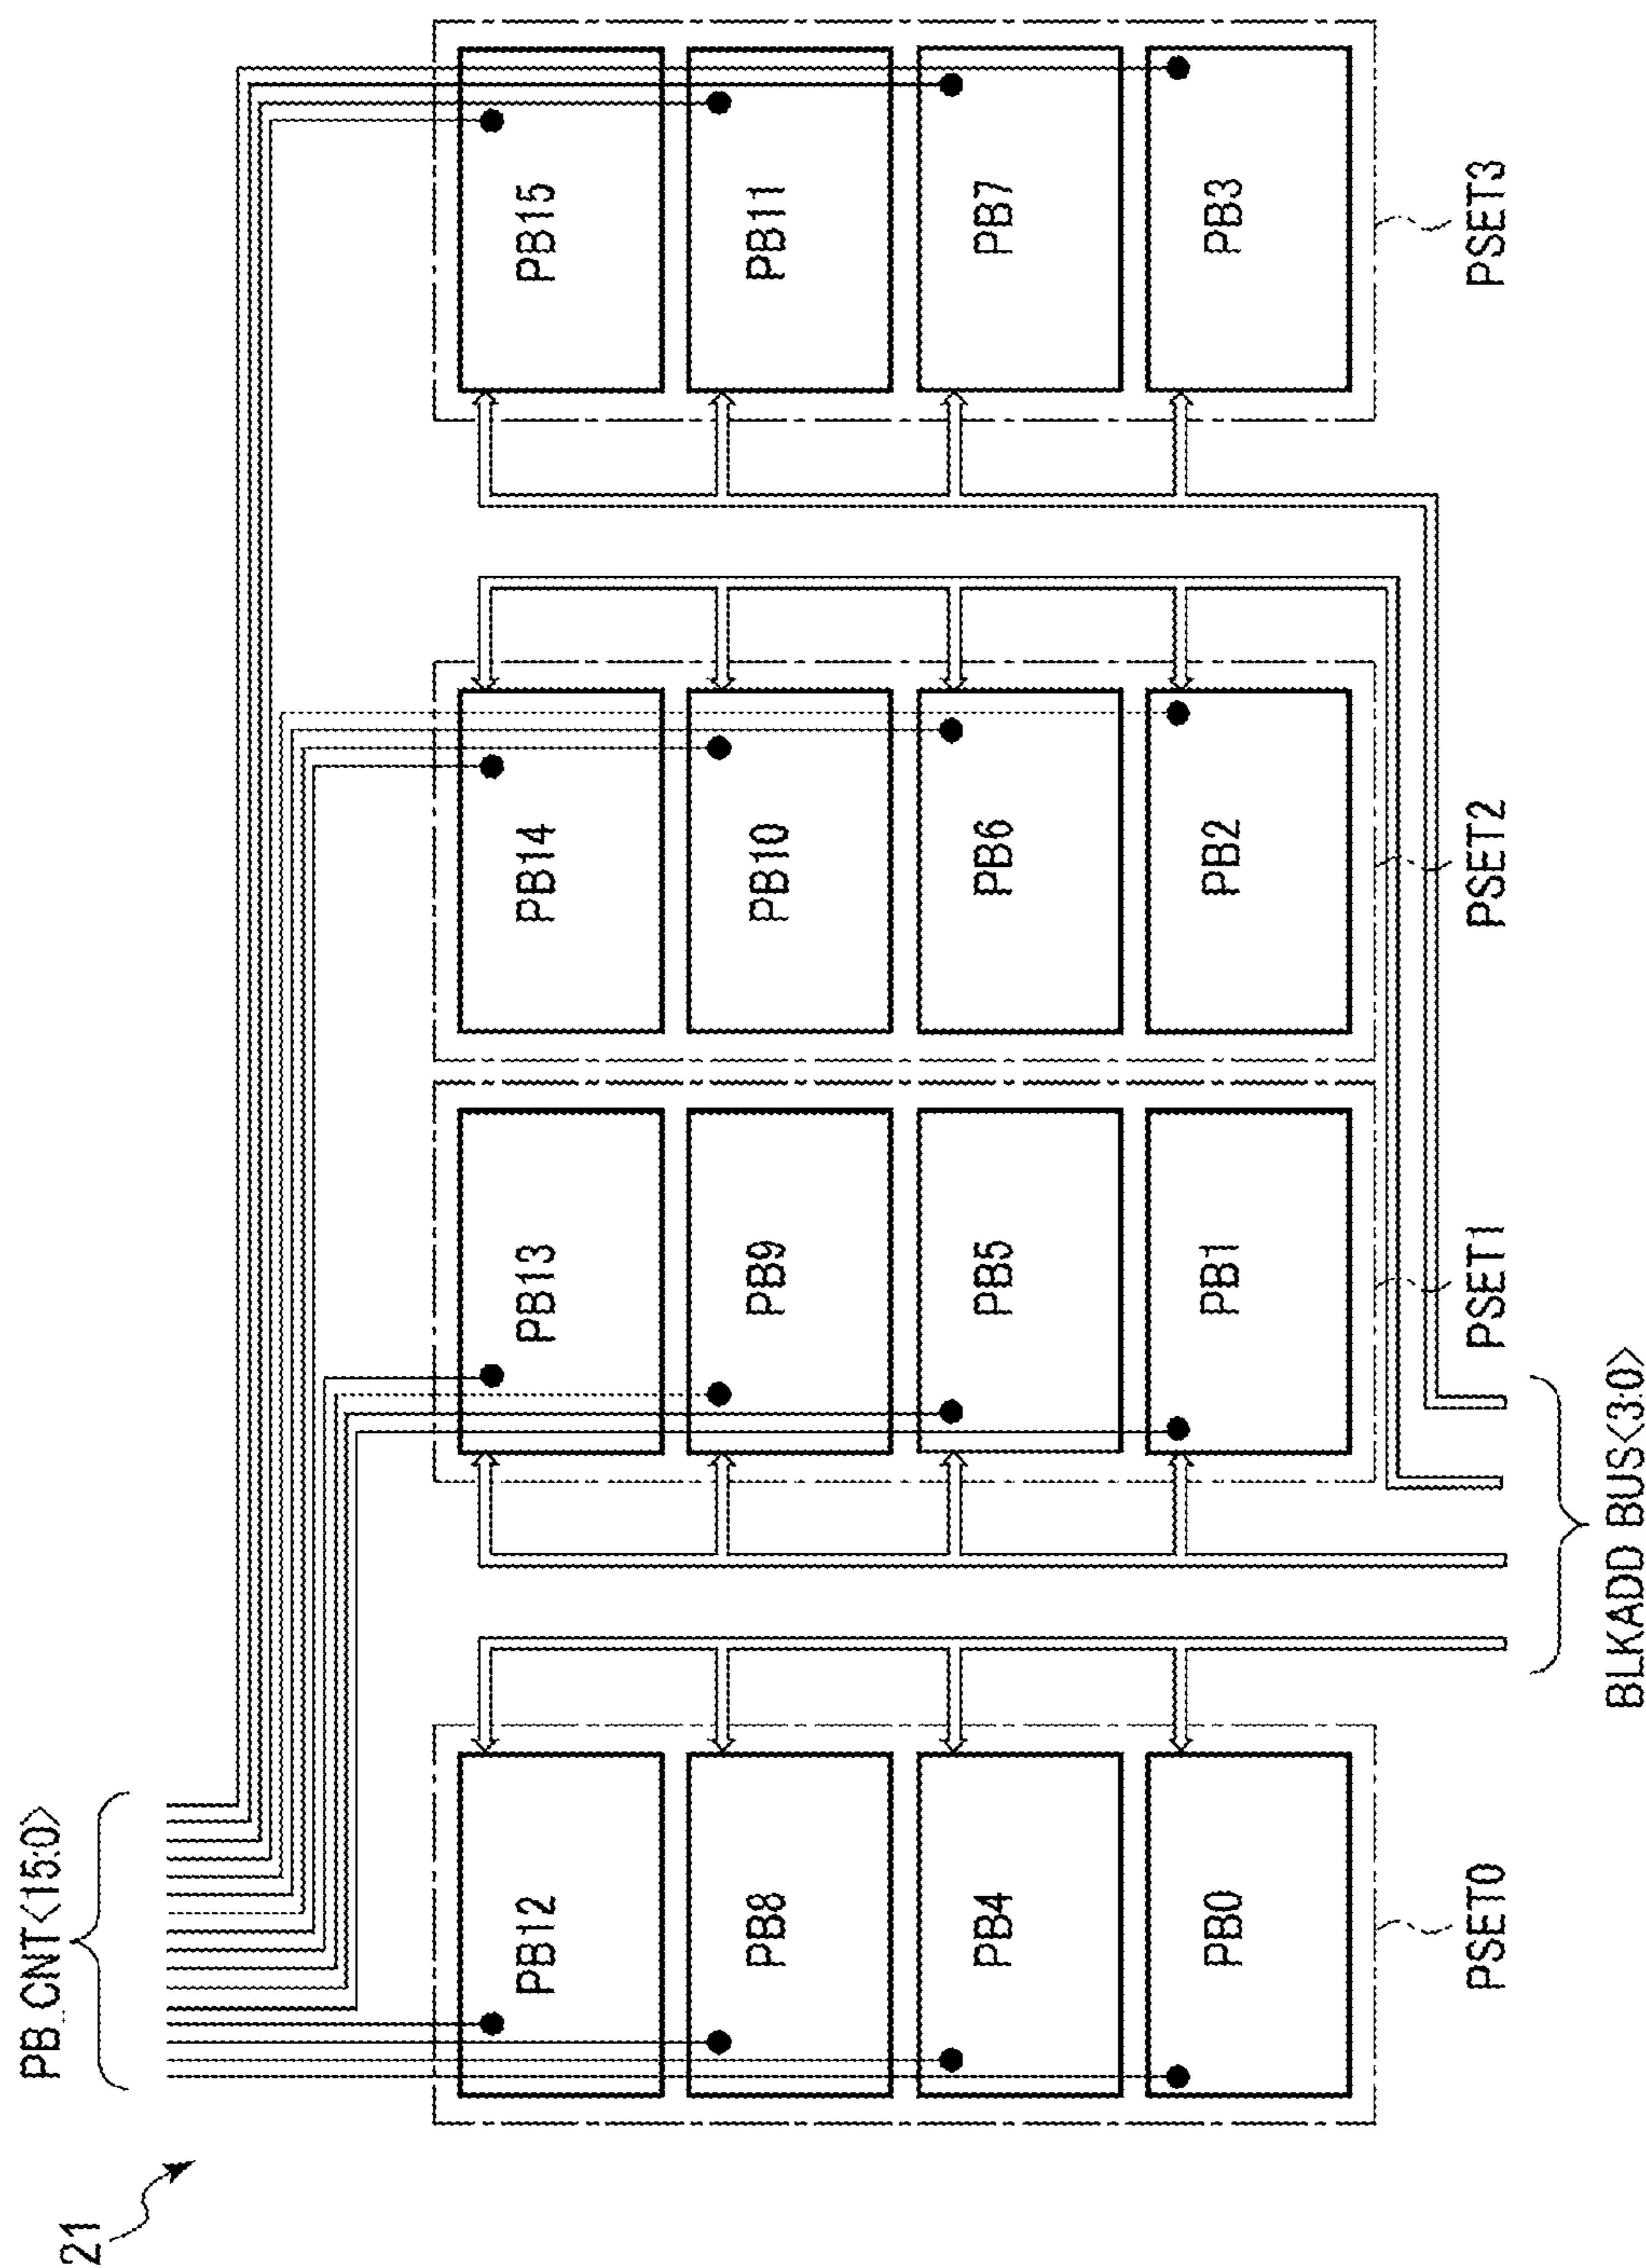 21
PB_CNT<15:0>
PB12
PB13
PB14
PB15
PB8
PB9
PB10
PB11
PB4
PB5
PB6
PB7
PB0
PB1
PB2
PB3
PSET0
PSET1
PSET2
PSET3
BLKADD BUS<3:0>